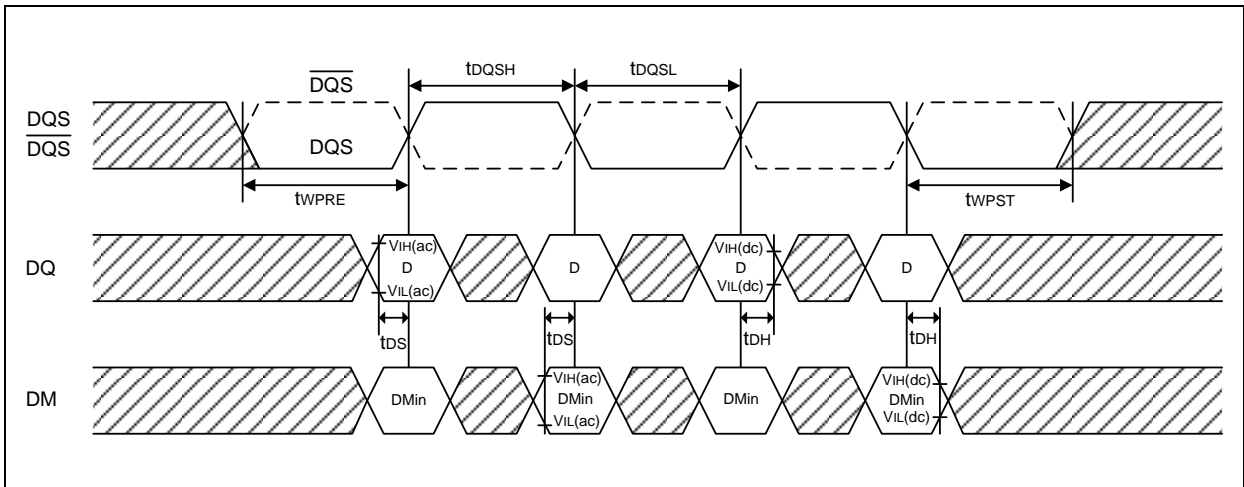 DQS
tDQSH
tDQSL
DQS
DQS
DQS
tWPRE
tWPST
DQ
VIH(ac)
D
VIL(ac)
D
VIH(dc)
D
VIL(dc)
D
tDS
tDS
tDH
tDH
DM
DMin
VIH(ac)
DMin
VIL(ac)
DMin
VIH(dc)
DMin
VIL(dc)